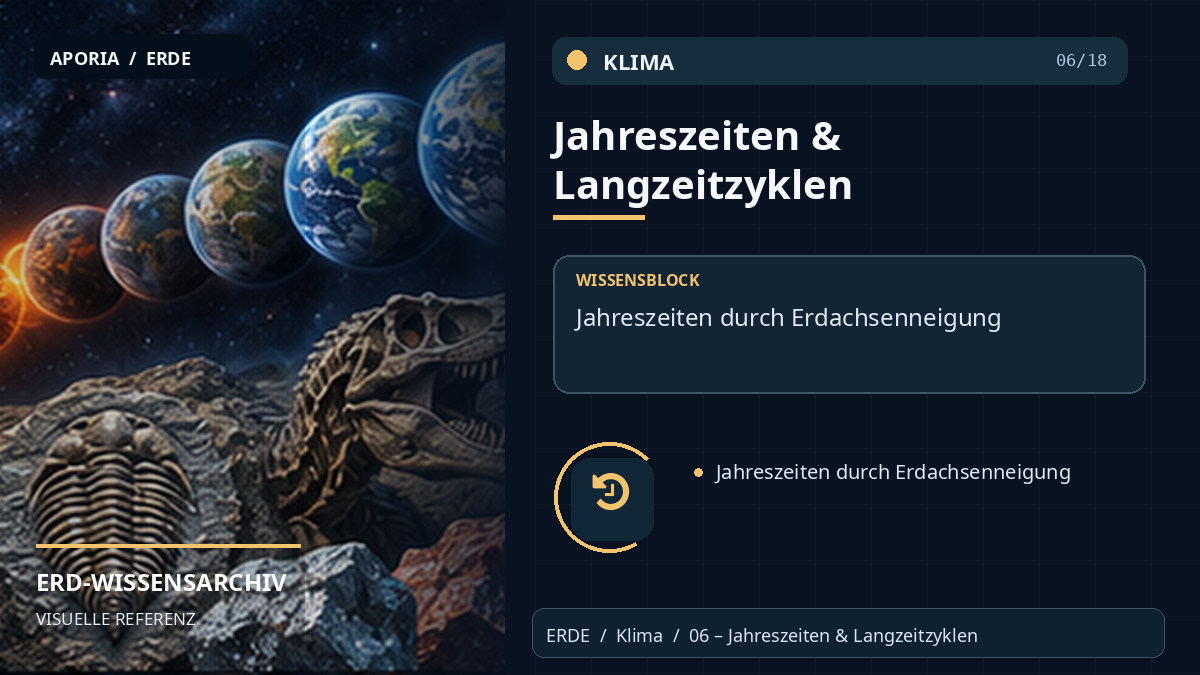 APORIA / ERDE
ERD-WISSENSARCHIV
VISUELLE REFERENZ
KLIMA
06/18
Jahreszeiten &
Langzeitzyklen
WISSENSBLOCK
Jahreszeiten durch Erdachsenneigung
Jahreszeiten durch Erdachsenneigung
ERDE / Klima / 06 – Jahreszeiten & Langzeitzyklen